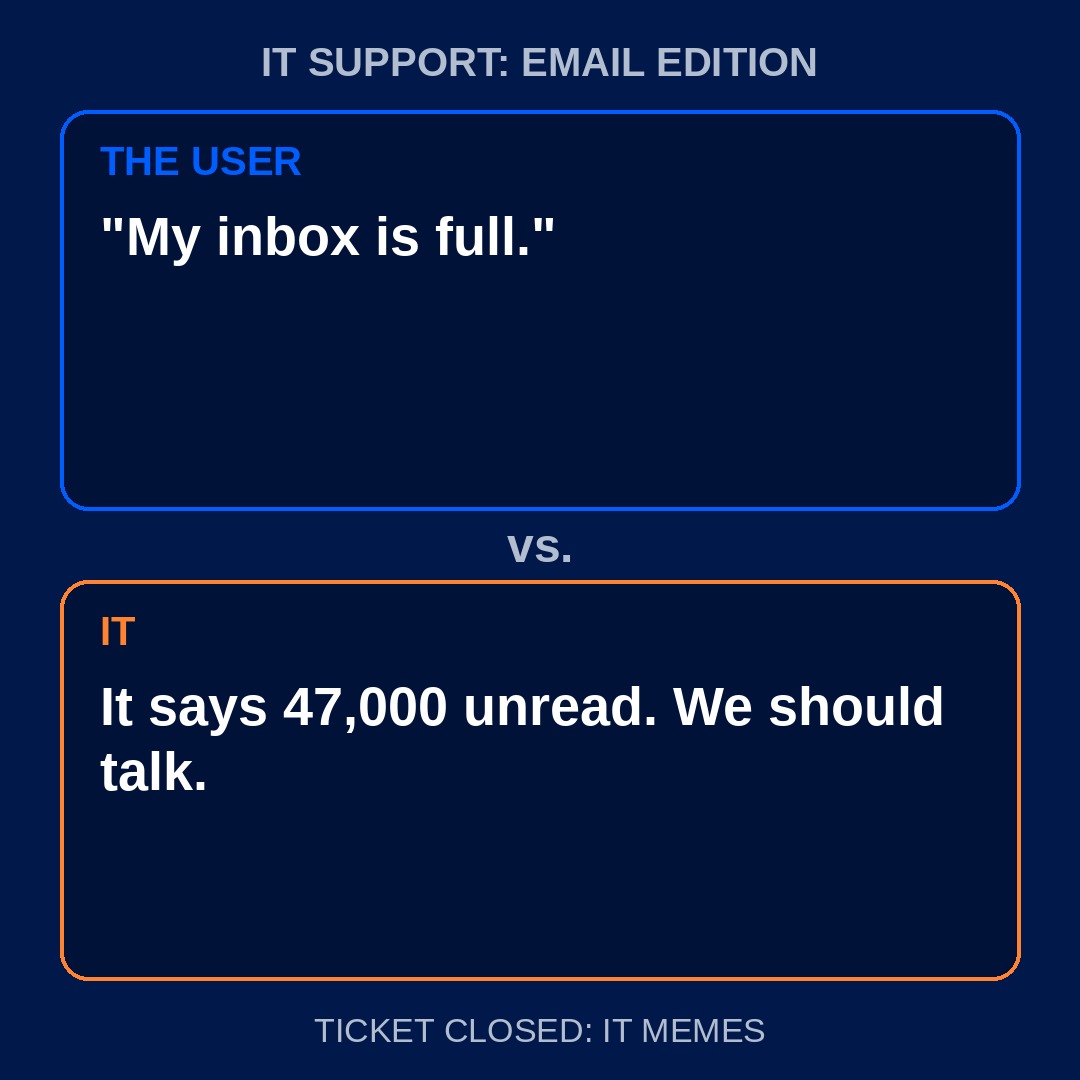 IT SUPPORT: EMAIL EDITION
THE USER
"My inbox is full."
vs.
IT
It says 47,000 unread. We should
talk.
TICKET CLOSED: IT MEMES